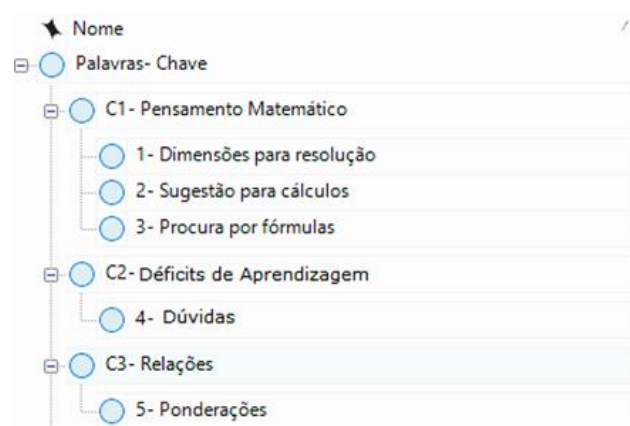 Nome
Palavras- Chave
C1- Pensamento Matemático
1- Dimensões para resolução
2- Sugestão para cálculos
3- Procura por fórmulas
C2- Déficits de Aprendizagem
4- Dúvidas
C3- Relações
5- Ponderações